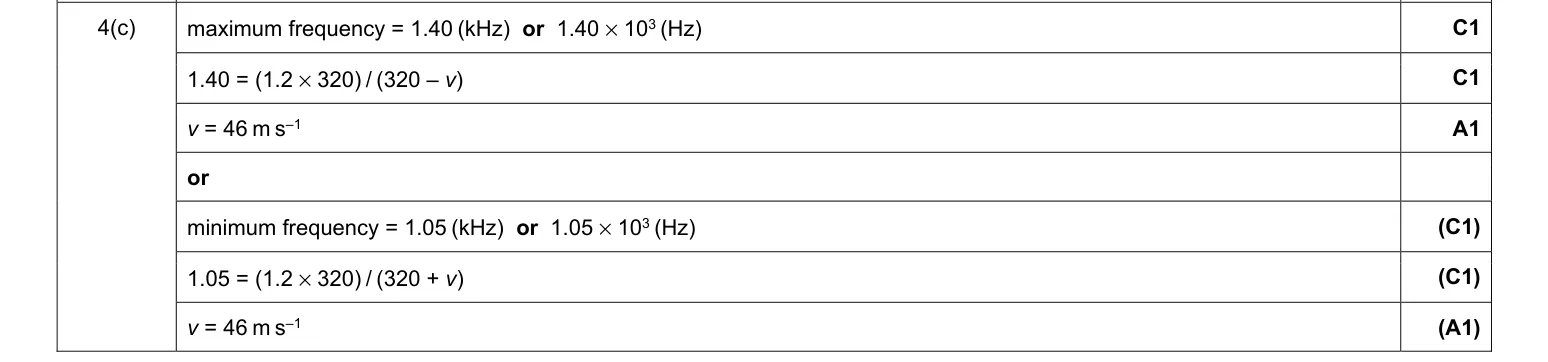 4(c) maximum frequency = 1.40 (kHz) or 1.40 × 10³ (Hz) C1
1.40 = (1.2 × 320) / (320 – v) C1
v = 46 m s⁻¹ A1
or
minimum frequency = 1.05 (kHz) or 1.05 × 10³ (Hz) (C1)
1.05 = (1.2 × 320) / (320 + v) (C1)
v = 46 m s⁻¹ (A1)